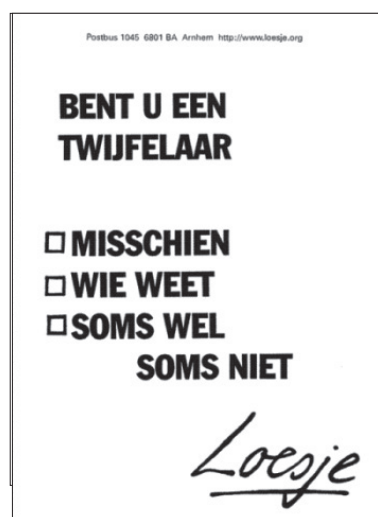 Postbus 1045 6801 BA Arnhem http://www.loesje.org
BENT U EEN
TWIJFELAAR
MISSCHIEN
WIE WEET
SOMS WEL
SOMS NIET
Loesje